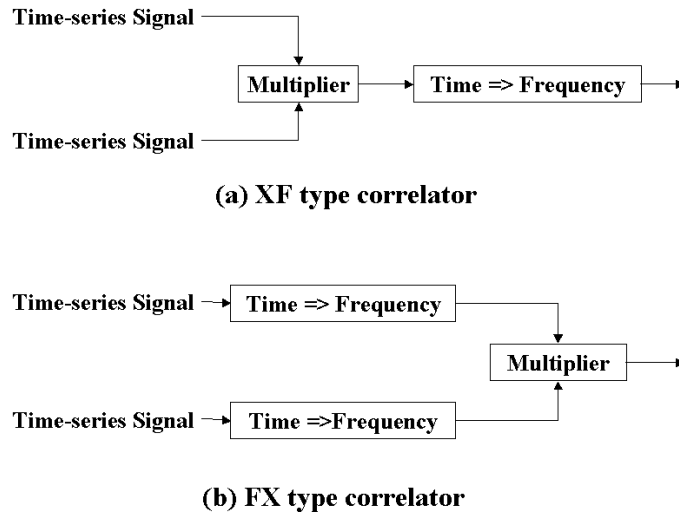 Time-series Signal
Multiplier
Time => Frequency
Time-series Signal
(a) XF type correlator
Time-series Signal
Time => Frequency
Multiplier
Time-series Signal
Time =>Frequency
(b) FX type correlator